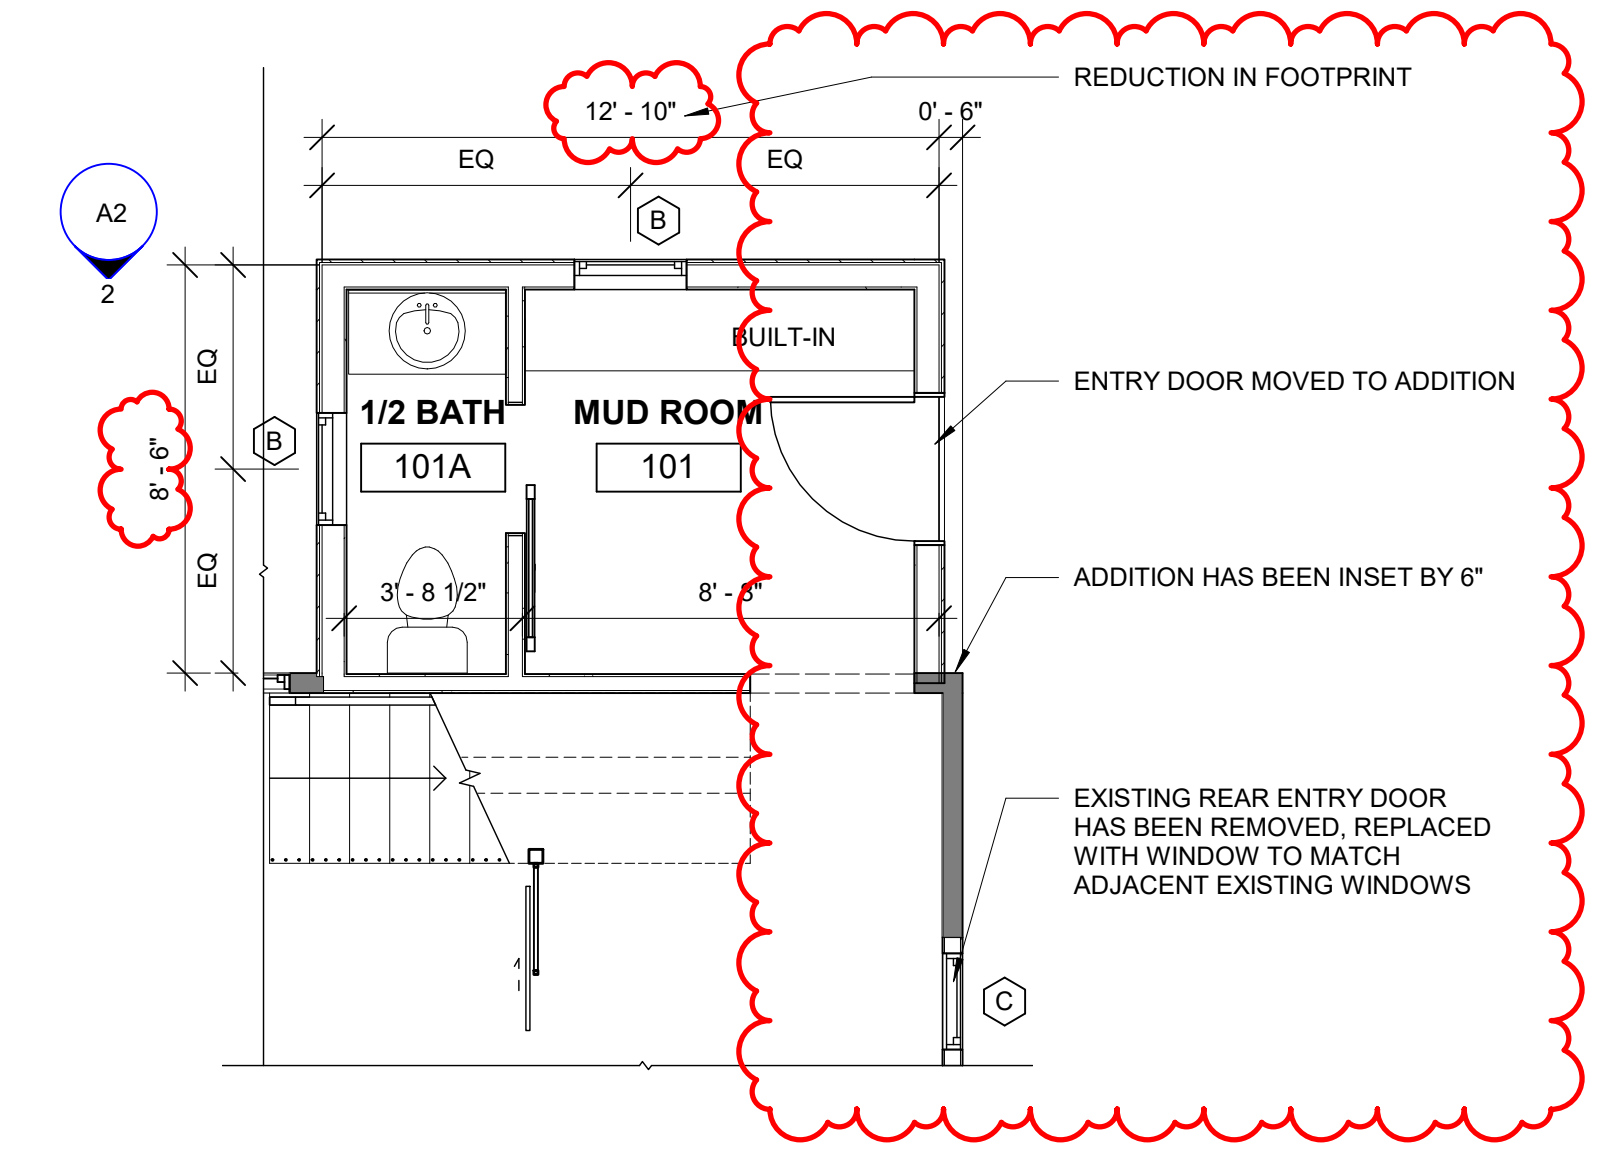 REDUCTION IN FOOTPRINT
12' - 10"
0' - 6"
EQ
EQ
A2
2
B
BUILT-IN
EQ
ENTRY DOOR MOVED TO ADDITION
1/2 BATH
MUD ROOM
B
8' - 6"
101A
101
EQ
ADDITION HAS BEEN INSET BY 6"
3' - 8 1/2"
8' - 8"
EXISTING REAR ENTRY DOOR
HAS BEEN REMOVED, REPLACED
WITH WINDOW TO MATCH
ADJACENT EXISTING WINDOWS
C